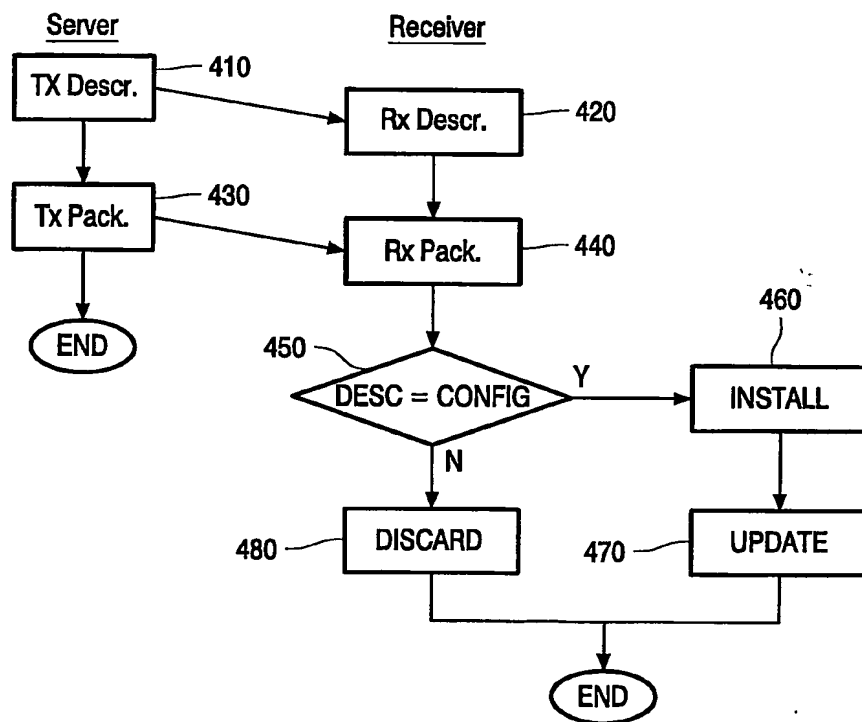 Server
Receiver
410
TX Descr.
420
Rx Descr.
430
Tx Pack.
440
Rx Pack.
END
450
460
DESC = CONFIG
Y
INSTALL
N
480
DISCARD
470
UPDATE
END